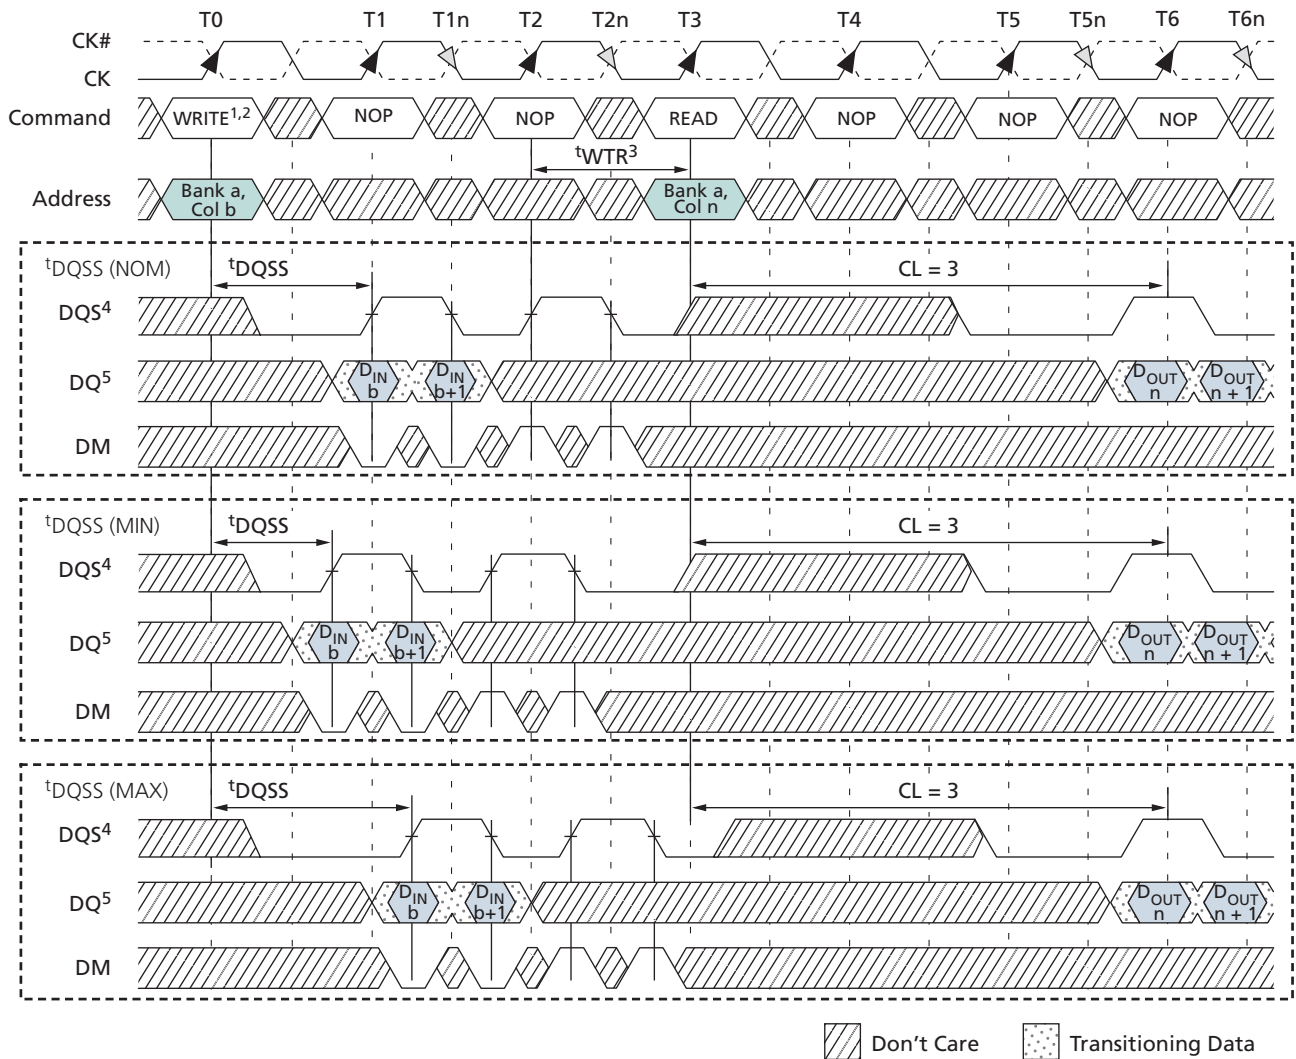 T0 T1 T1n T2 T2n T3 T4 T5 T5n T6 T6n
CK#
CK
Command WRITE1,2 NOP NOP READ NOP NOP NOP
tWTR3
Address Bank a, Col b Bank a, Col n
tDQSS (NOM) tDQSS CL = 3
DQS4
DQ5 DIN b DIN b+1 DOUT n DOUT n + 1
DM
tDQSS (MIN) tDQSS CL = 3
DQS4
DQ5 DIN b DIN b+1 DOUT n DOUT n + 1
DM
tDQSS (MAX) tDQSS CL = 3
DQS4
DQ5 DIN b DIN b+1 DOUT n DOUT n + 1
DM
Don't Care Transitioning Data